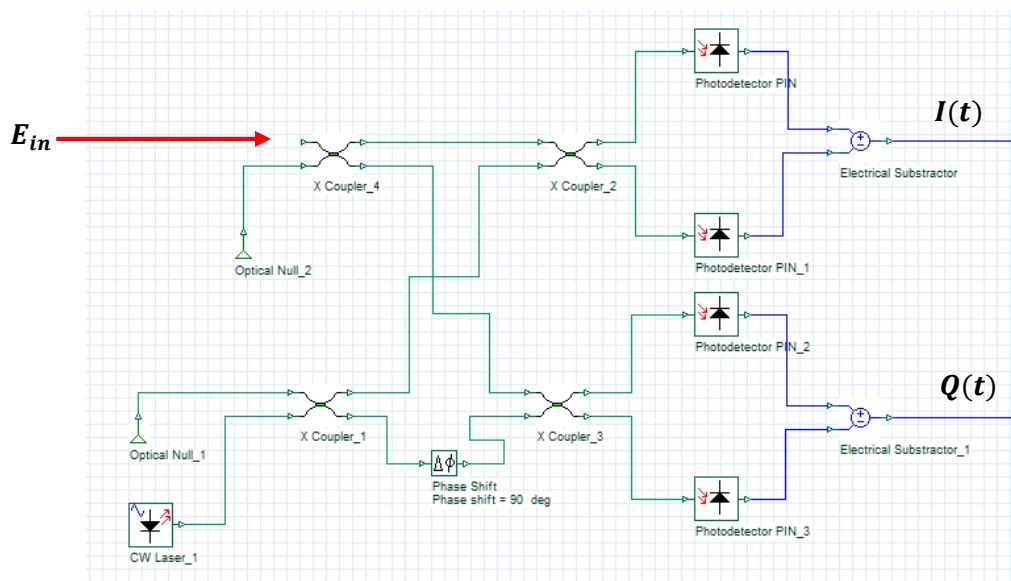 Photodetector PIN
I(t)
E_in
X Coupler_4
X Coupler_2
Electrical Substractor
Photodetector PIN_1
Optical Null_2
Photodetector PIN_2
Q(t)
X Coupler_1
X Coupler_3
Optical Null_1
Electrical Substractor_1
Δϕ
Phase Shift
Phase shift = 90 deg
Photodetector PIN_3
CW Laser_1